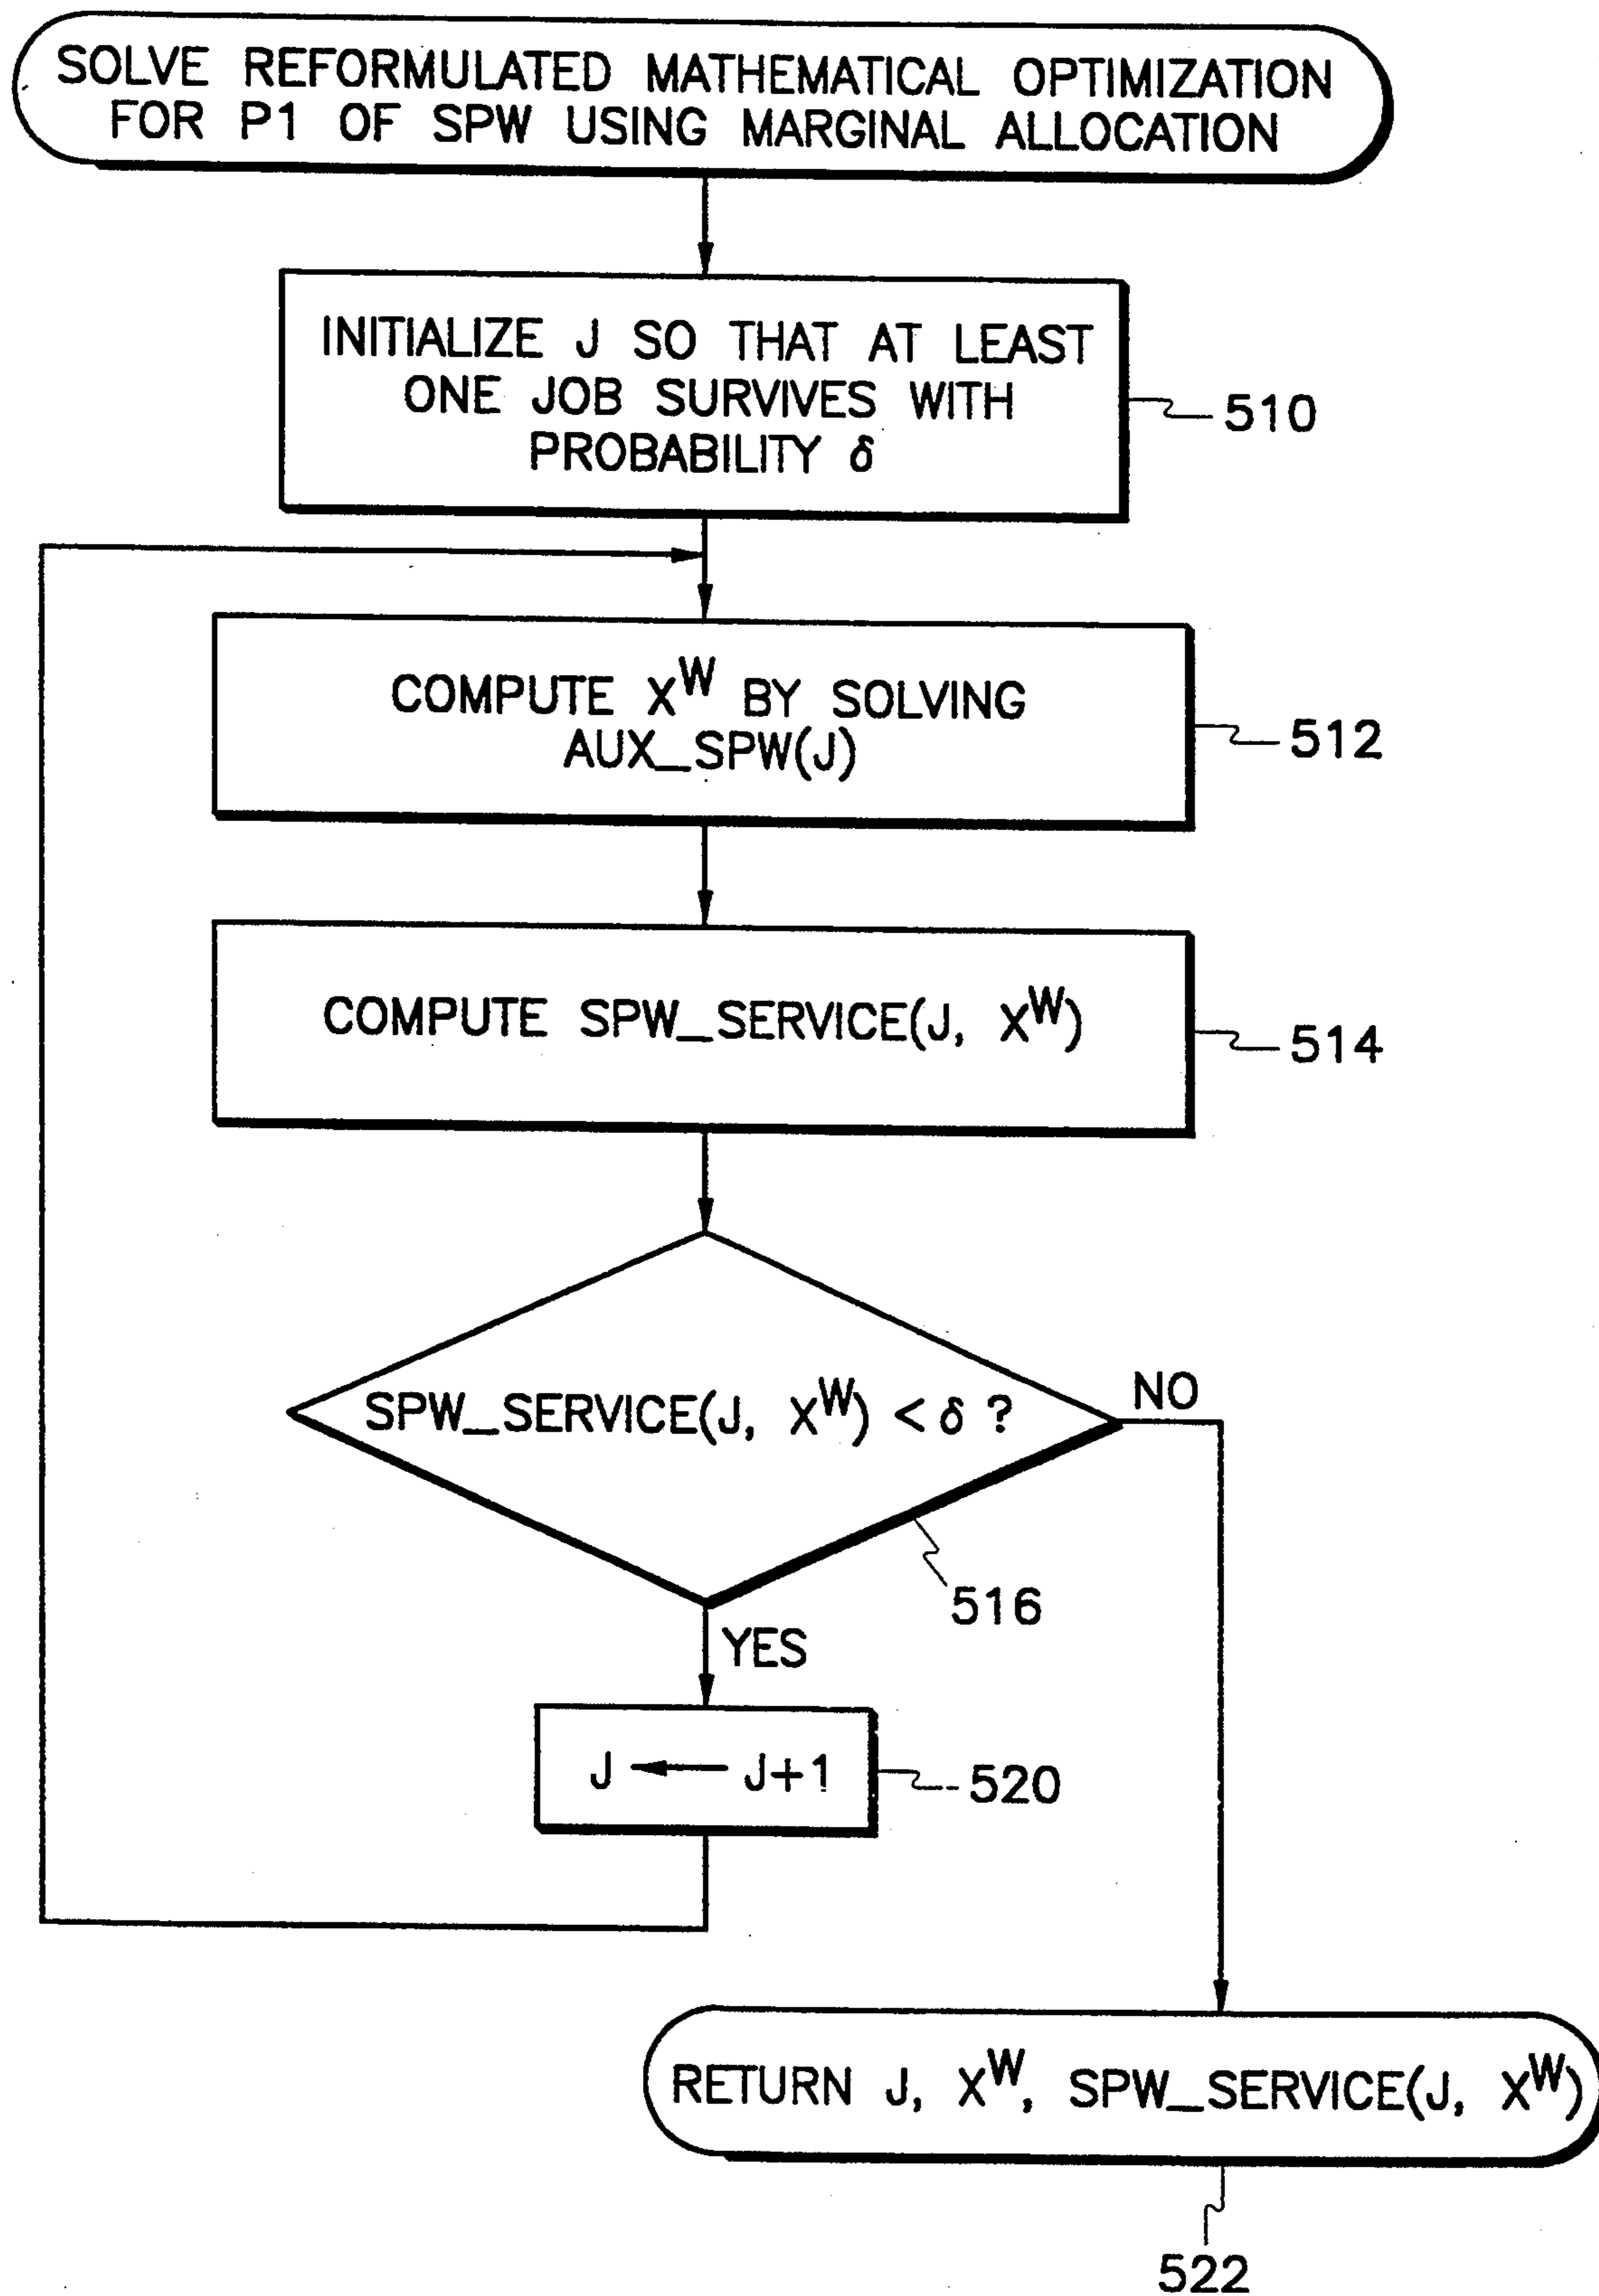 SOLVE REFORMULATED MATHEMATICAL OPTIMIZATION
FOR P1 OF SPW USING MARGINAL ALLOCATION
INITIALIZE J SO THAT AT LEAST
ONE JOB SURVIVES WITH
PROBABILITY δ
510
COMPUTE X^W BY SOLVING
AUX_SPW(J)
512
COMPUTE SPW_SERVICE(J, X^W)
514
SPW_SERVICE(J, X^W) < δ ?
NO
516
YES
J ← J+1
520
RETURN J, X^W, SPW_SERVICE(J, X^W)
522